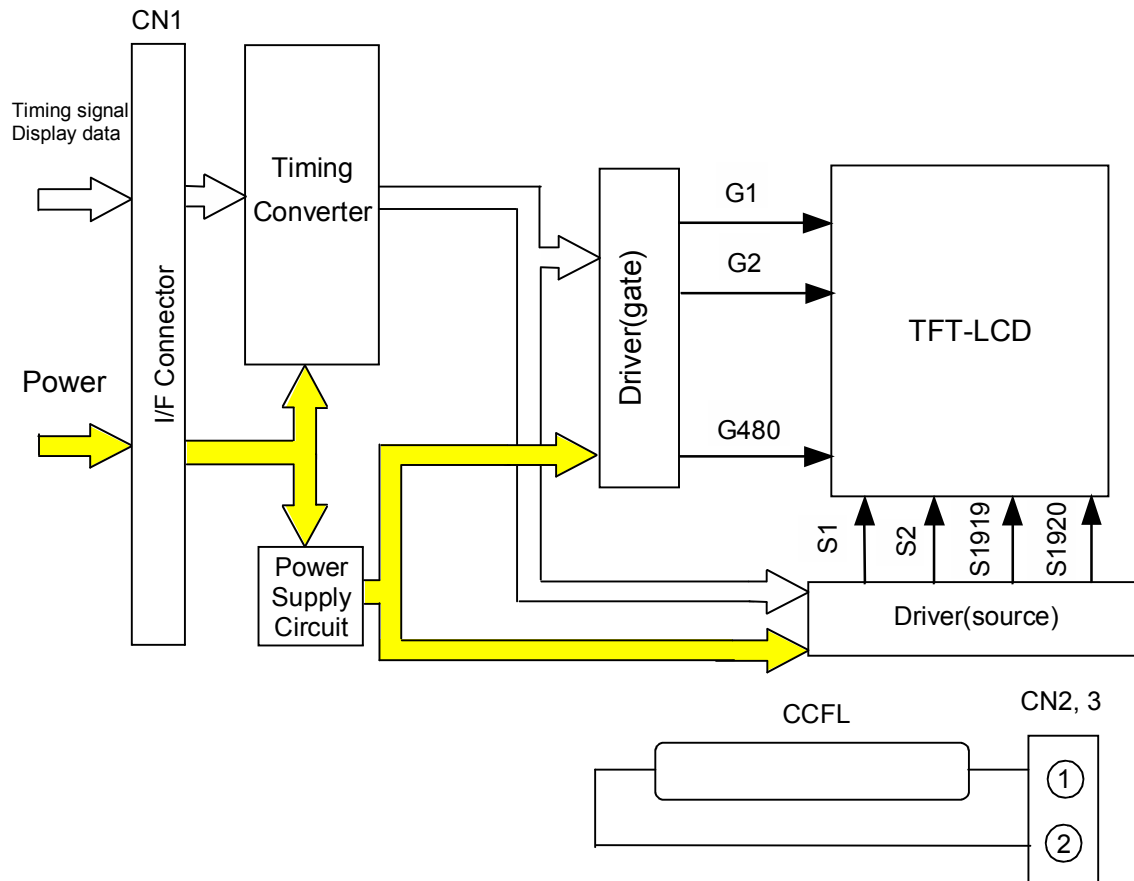 CN1
Timing signal
Display data
Power
I/F Connector
Timing
Converter
Power
Supply
Circuit
Driver(gate)
G1
G2
G480
TFT-LCD
S1
S2
S1919
S1920
Driver(source)
CCFL
CN2, 3
1
2